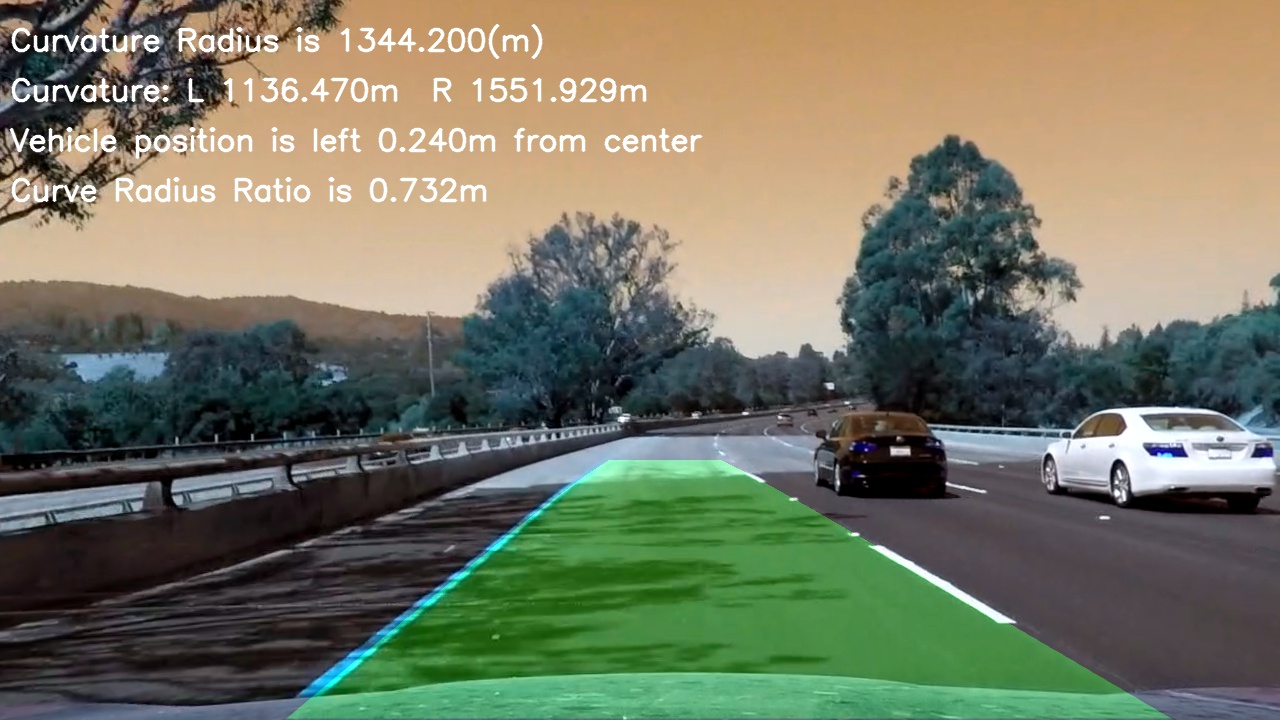 Curvature Radius is 1344.200(m)
Curvature: L 1136.470m R 1551.929m
Vehicle position is left 0.240m from center
Curve Radius Ratio is 0.732m